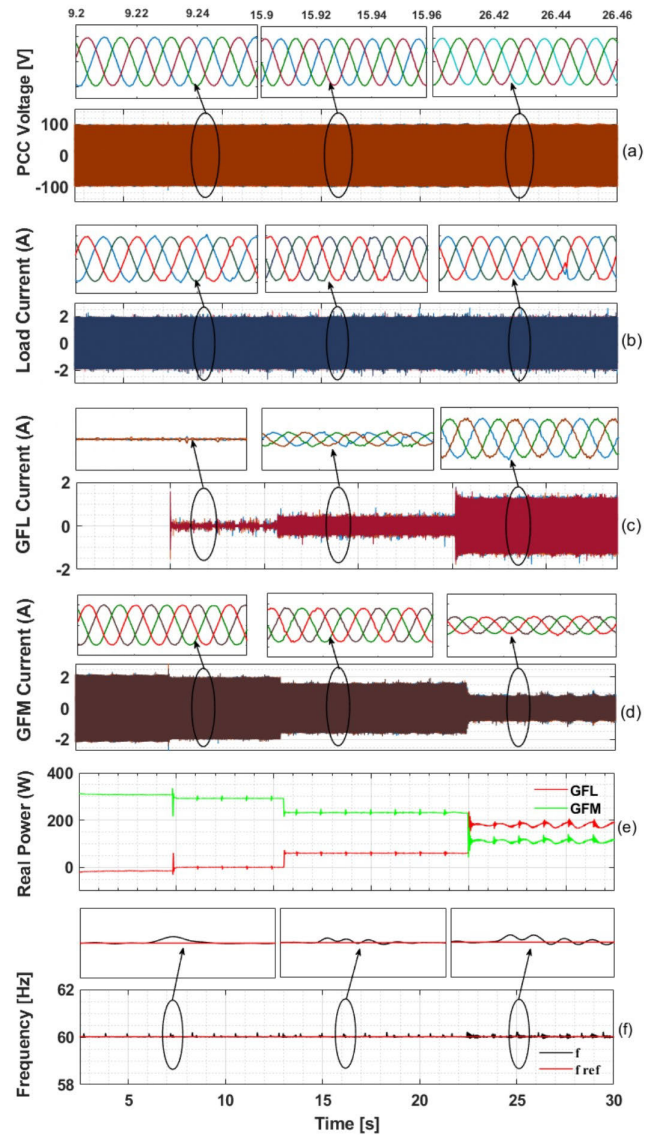 9.2 9.22 9.24 15.9 15.92 15.94 15.96 26.42 26.44 26.46
PCC Voltage [V]
100
0
-100
(a)
Load Current (A)
2
0
-2
(b)
GFL Current (A)
2
0
-2
(c)
GFM Current (A)
2
0
-2
(d)
Real Power (W)
400
200
0
GFL
GFM
(e)
Frequency [Hz]
62
60
58
f
f ref
(f)
5 10 15 20 25 30
Time [s]